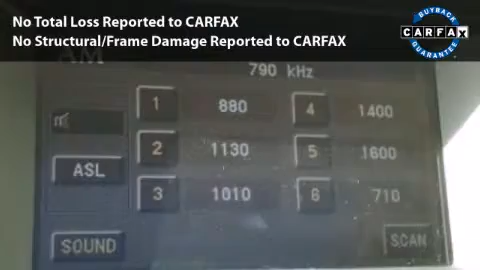 No Total Loss Reported to CARFAX
No Structural/Frame Damage Reported to CARFAX
BUYBACK
CARFAX
GUARANTEE
AM
790 kHz
1 880 4 1400
ASL 2 1130 5 1600
3 1010 6 710
SOUND SCAN